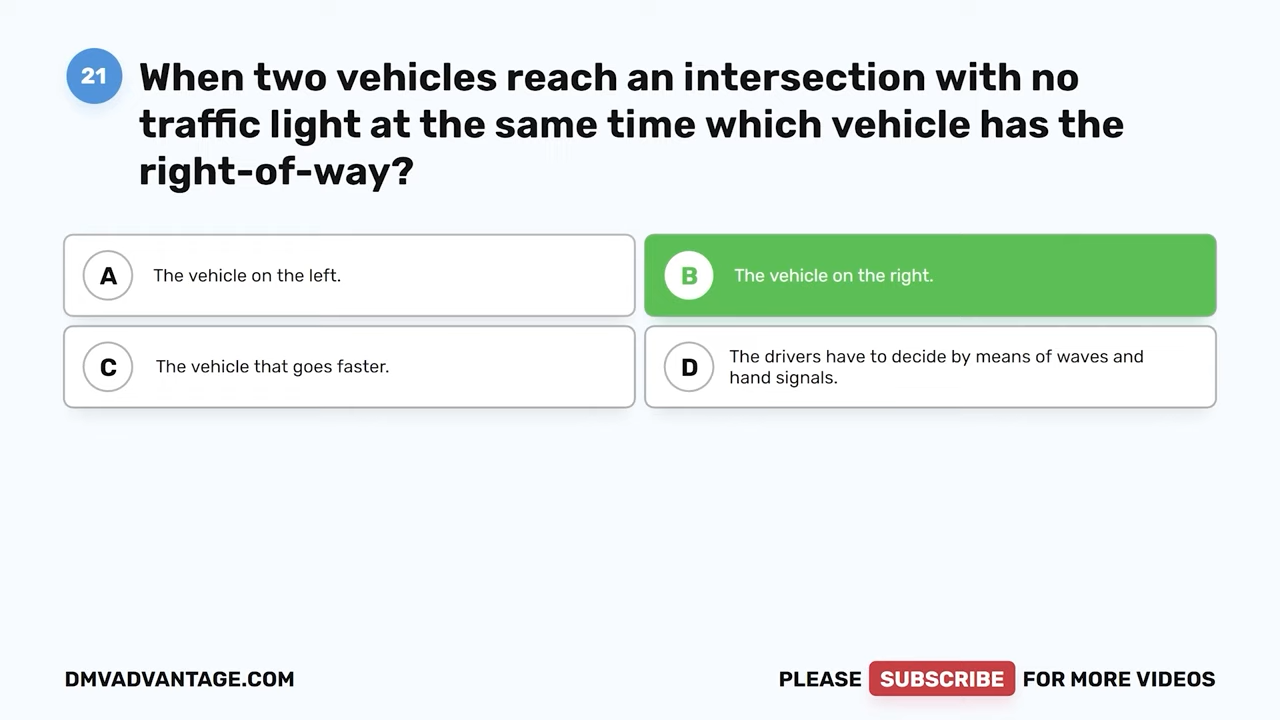 21
When two vehicles reach an intersection with no
traffic light at the same time which vehicle has the
right-of-way?
A The vehicle on the left.
B The vehicle on the right.
C The vehicle that goes faster.
D The drivers have to decide by means of waves and
hand signals.
DMVADVANTAGE.COM
PLEASE SUBSCRIBE FOR MORE VIDEOS